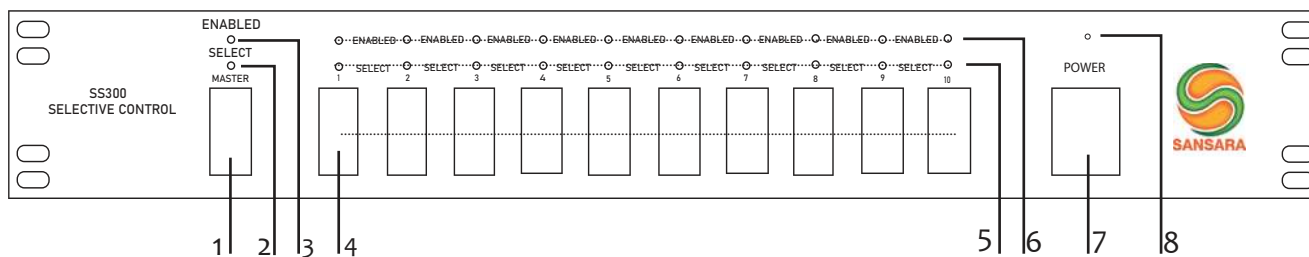 ENABLED
SELECT
MASTER
SS300
SELECTIVE CONTROL
ENABLED ENABLED ENABLED ENABLED ENABLED ENABLED ENABLED ENABLED ENABLED
SELECT SELECT SELECT SELECT SELECT SELECT SELECT SELECT SELECT
1 2 3 4 5 6 7 8 9 10
POWER
SANSARA
1 2 3 4 5 6 7 8